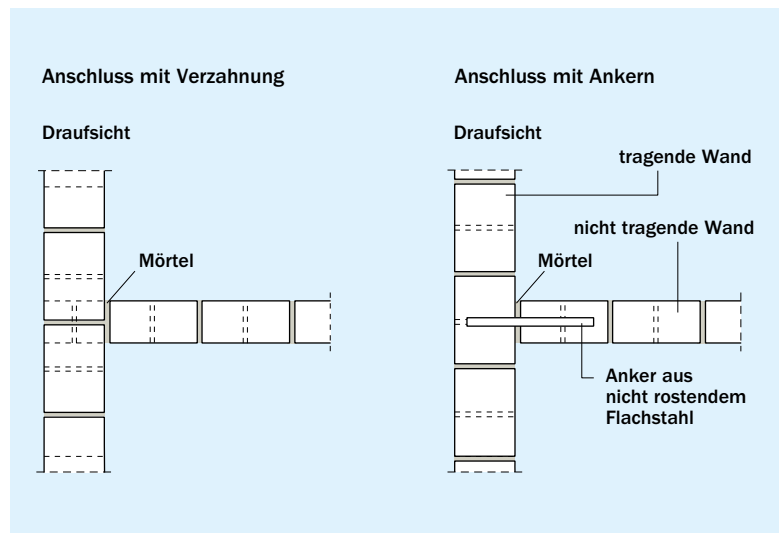 Anschluss mit Verzahnung
Draufsicht
Mörtel
Anschluss mit Ankern
Draufsicht
tragende Wand
nicht tragende Wand
Mörtel
Anker aus
nicht rostendem
Flachstahl